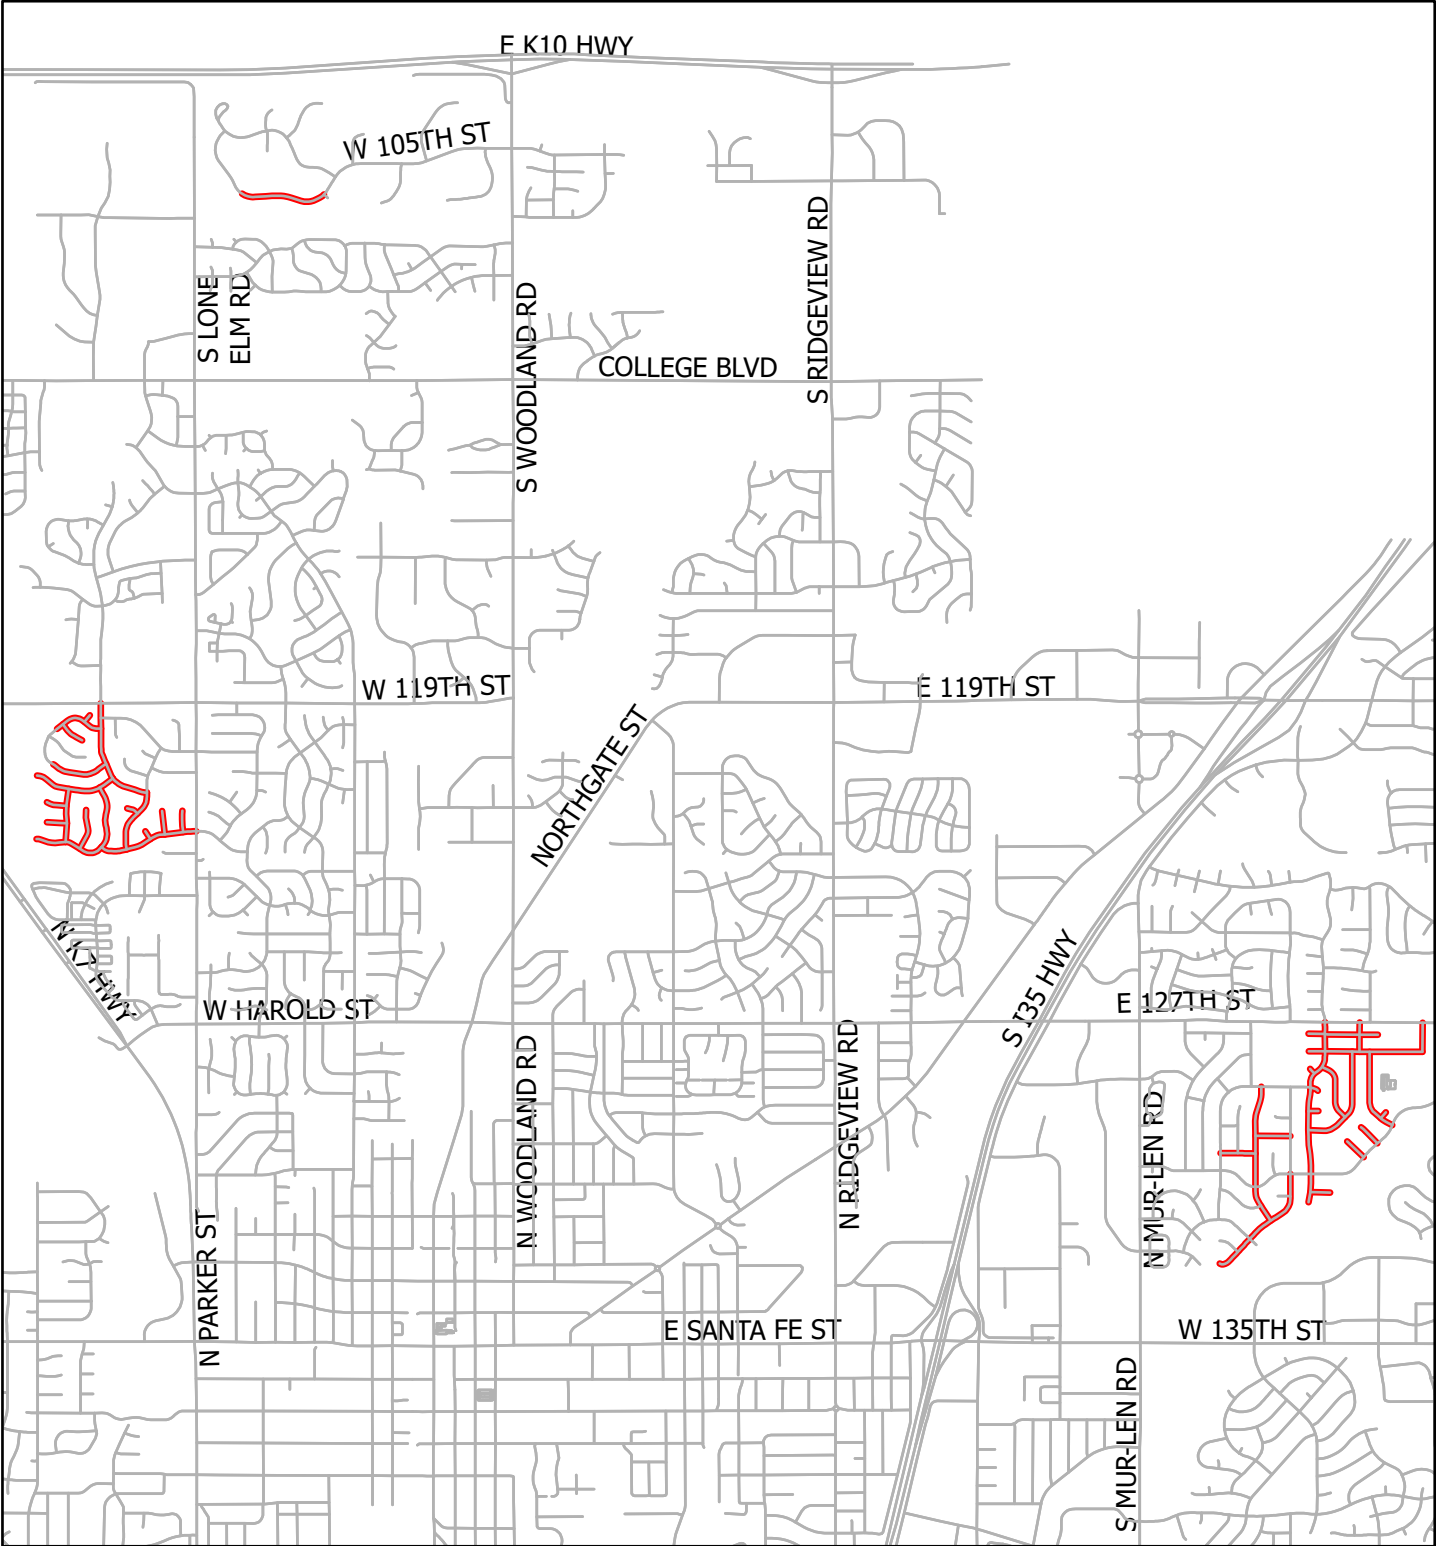 E K10 HWY
W 105TH ST
S RIDGEVIEW RD
S LONE
ELM RD
S WOODLAND RD
COLLEGE BLVD
W 119TH ST
E 119TH ST
NORTHGATE ST
N K7 HWY
W HAROLD ST
S I35 HWY
E 127TH ST
N WOODLAND RD
N RIDGEVIEW RD
N MUR-LEN RD
N PARKER ST
E SANTA FE ST
W 135TH ST
S MUR-LEN RD